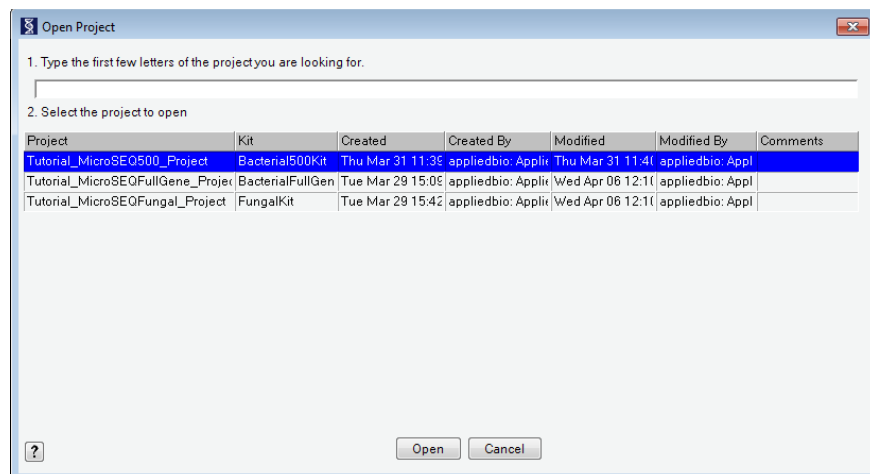 Open Project
1. Type the first few letters of the project you are looking for.
2. Select the project to open
Project Kit Created Created By Modified Modified By Comments
Tutorial_MicroSEQ500_Project Bacterial500Kit Thu Mar 31 11:39 appliedbio: Applie Thu Mar 31 11:40 appliedbio: Appl
Tutorial_MicroSEQFullGene_Projec BacterialFullGen Tue Mar 29 15:09 appliedbio: Applie Wed Apr 06 12:10 appliedbio: Appl
Tutorial_MicroSEQFungal_Project FungalKit Tue Mar 29 15:42 appliedbio: Applie Wed Apr 06 12:10 appliedbio: Appl
? Open Cancel